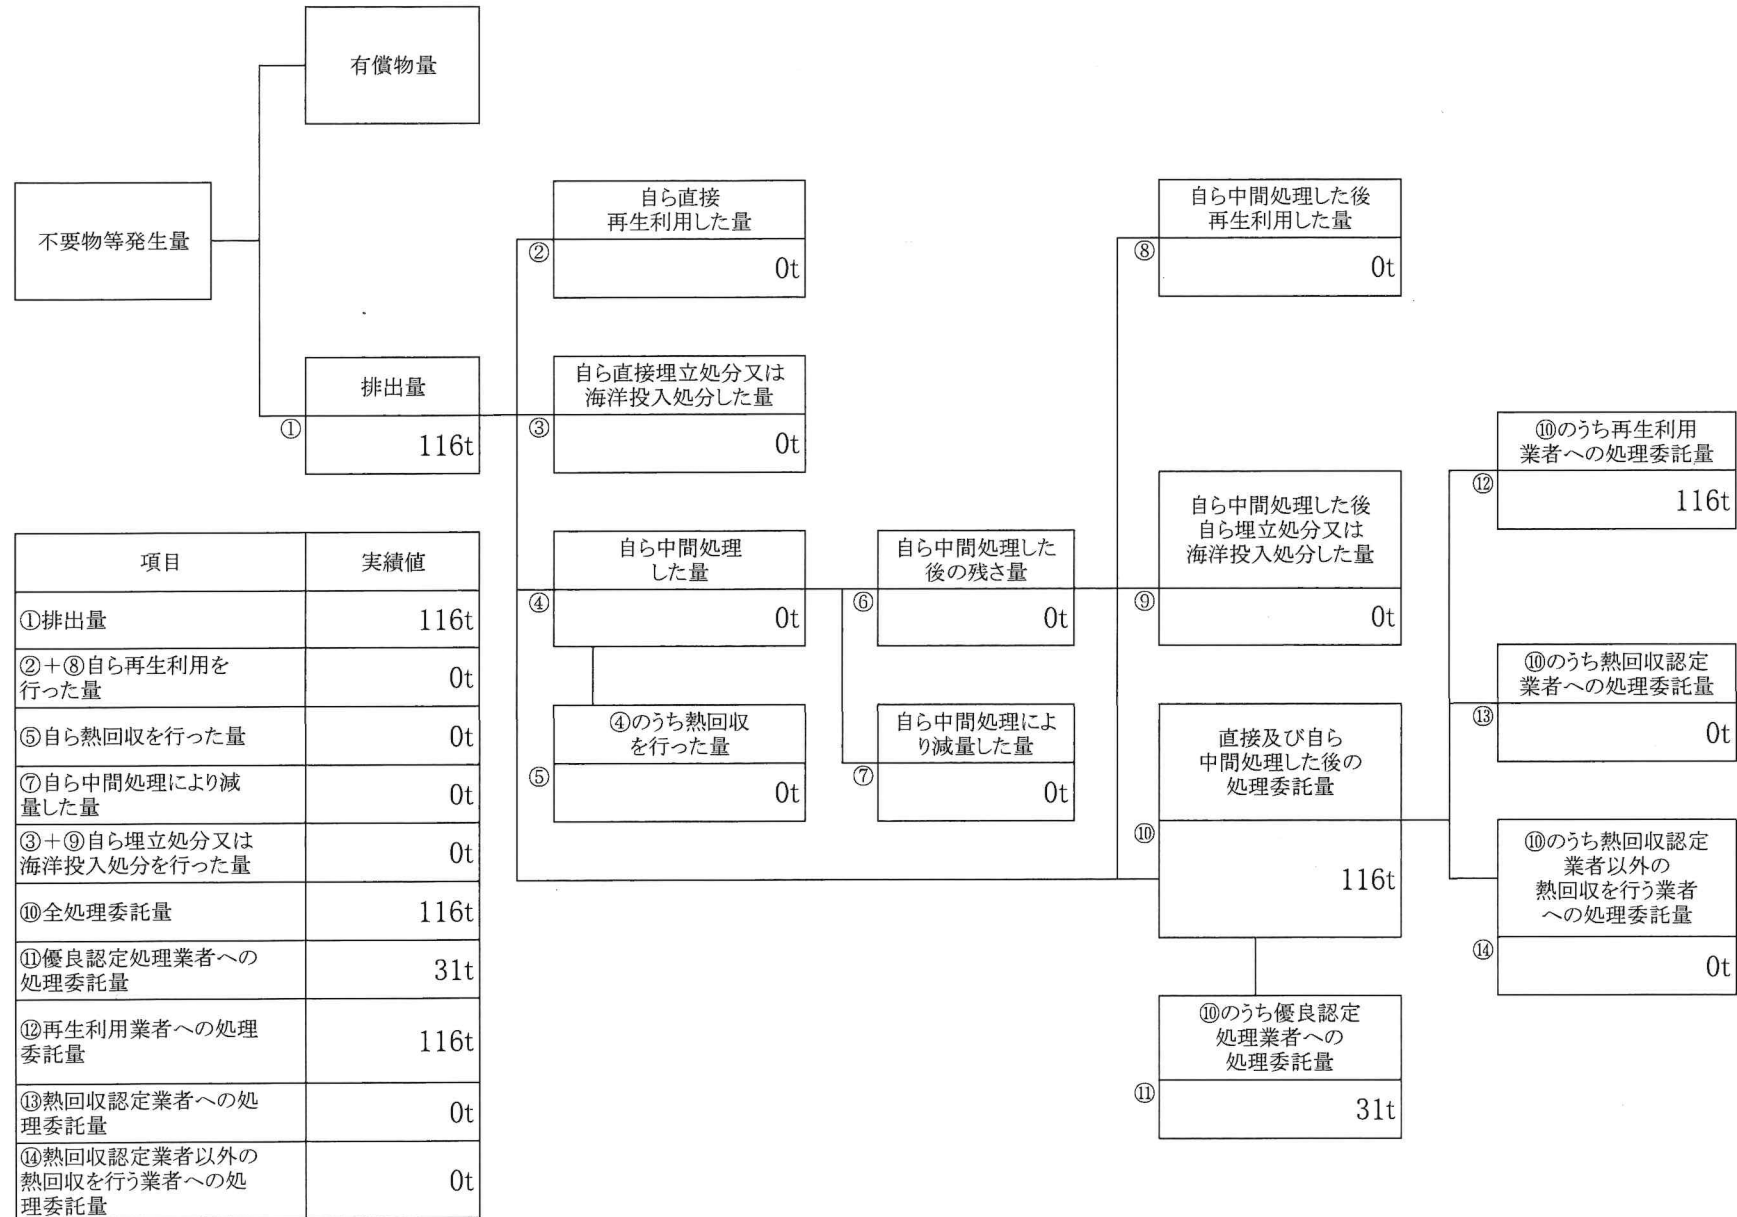 有償物量
不要物等発生量
排出量
①
116t
自ら直接
再生利用した量
②
0t
自ら直接埋立処分又は
海洋投入処分した量
③
0t
自ら中間処理
した量
④
0t
④のうち熱回収
を行った量
⑤
0t
自ら中間処理した
後の残さ量
⑥
0t
自ら中間処理によ
り減量した量
⑦
0t
自ら中間処理した後
再生利用した量
⑧
0t
自ら中間処理した後
自ら埋立処分又は
海洋投入処分した量
⑨
0t
直接及び自ら
中間処理した後の
処理委託量
⑩
116t
⑩のうち優良認定
処理業者への
処理委託量
⑪
31t
⑩のうち再生利用
業者への処理委託量
⑫
116t
⑩のうち熱回収認定
業者への処理委託量
⑬
0t
⑩のうち熱回収認定
業者以外の
熱回収を行う業者
への処理委託量
⑭
0t
項目 実績値
①排出量 116t
②+⑧自ら再生利用を
行った量 0t
⑤自ら熱回収を行った量 0t
⑦自ら中間処理により減
量した量 0t
③+⑨自ら埋立処分又は
海洋投入処分を行った量 0t
⑩全処理委託量 116t
⑪優良認定処理業者への
処理委託量 31t
⑫再生利用業者への処理
委託量 116t
⑬熱回収認定業者への処
理委託量 0t
⑭熱回収認定業者以外の
熱回収を行う業者への処
理委託量 0t